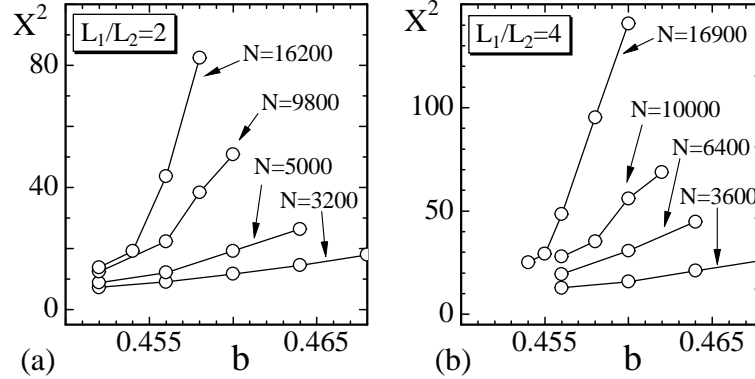 X²
L₁/L₂=2
80
40
0
N=16200
N=9800
N=5000
N=3200
0.455
0.465
(a)
b
X²
L₁/L₂=4
100
50
0
N=16900
N=10000
N=6400
N=3600
0.455
0.465
(b)
b